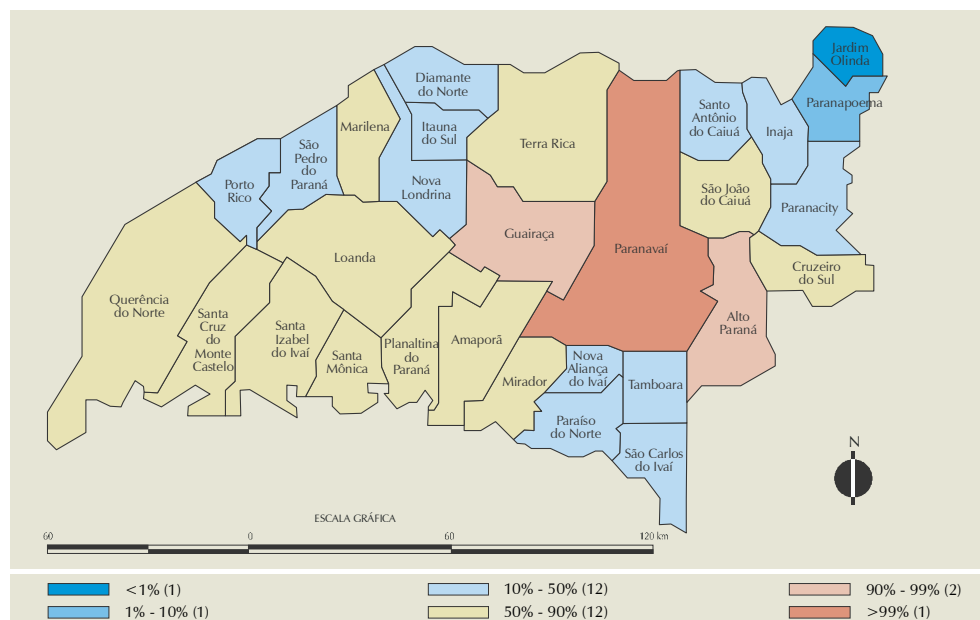 Jardim
Olinda
Diamante
do Norte
Paranapoema
Santo
Antônio
do Caiuá
Marilena
Itauna
do Sul
Inaja
Terra Rica
São
Pedro
do
Paraná
Porto
Rico
Nova
Londrina
São João
do Caiuá
Paranacity
Guairaça
Paranavaí
Loanda
Cruzeiro
do Sul
Querência
do Norte
Santa
Cruz
do
Monte
Castelo
Santa
Izabel
do Ivaí
Alto
Paraná
Planaltina
do
Paraná
Amaporã
Santa
Mônica
Nova
Aliança
do Ivaí
Mirador
Tamboara
Paraíso
do Norte
São Carlos
do Ivaí
N
ESCALA GRÁFICA
60 0 60 120 km
<1% (1)
10% - 50% (12)
90% - 99% (2)
1% - 10% (1)
50% - 90% (12)
>99% (1)